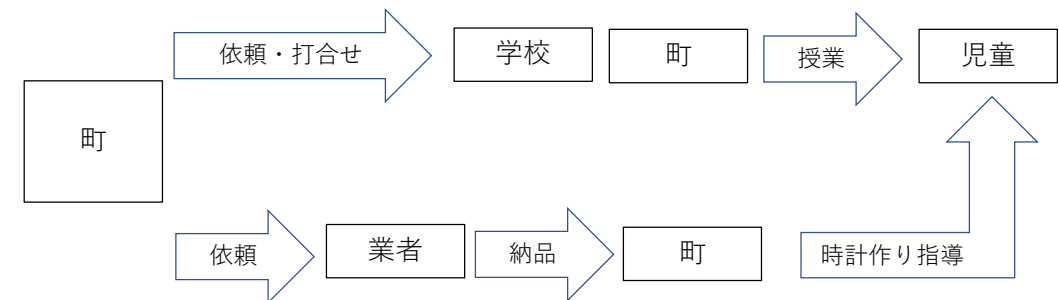 依頼・打合せ
学校
町
授業
児童
町
依頼
業者
納品
町
時計作り指導